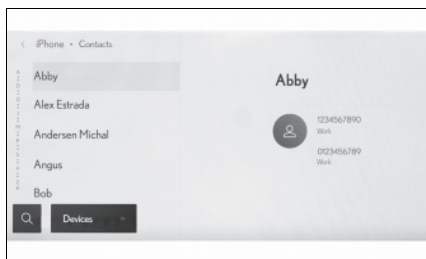 iPhone • Contacts
Abby
Alex Estrada
Andersen Michal
Angus
Bob
Devices
Abby
1234567890
Work
0123456789
Work